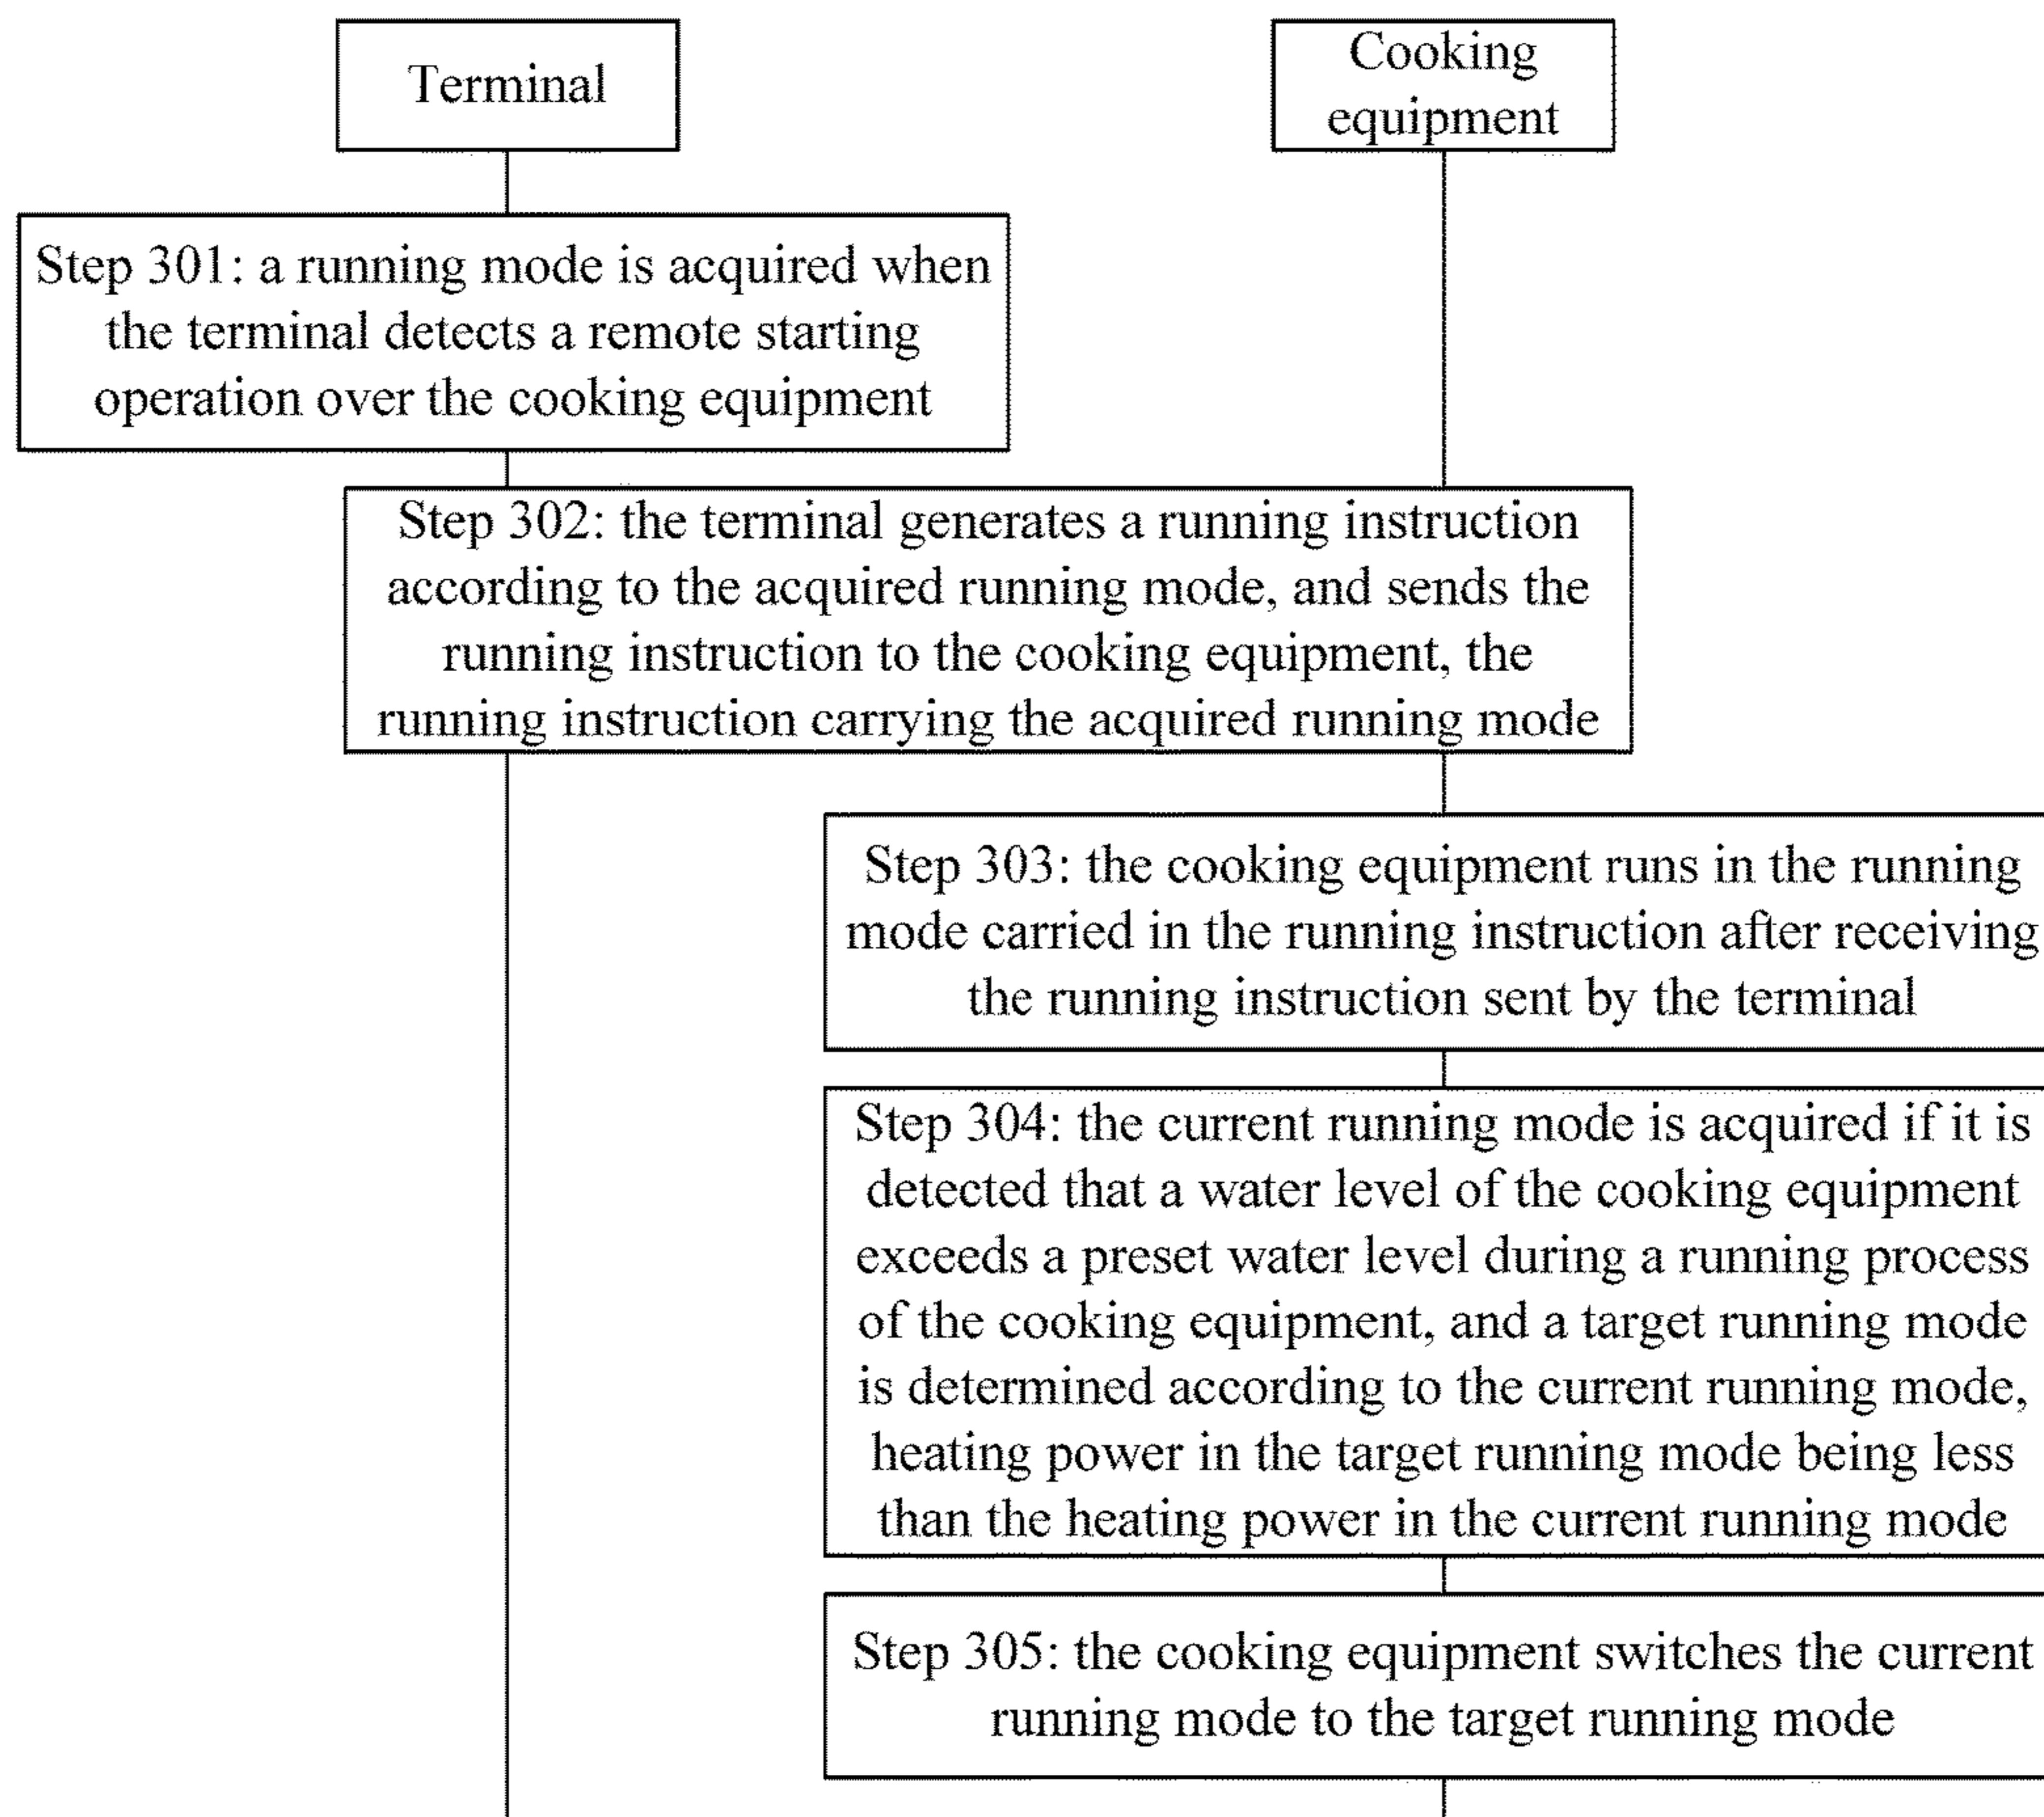 Terminal
Cooking
equipment
Step 301: a running mode is acquired when
the terminal detects a remote starting
operation over the cooking equipment
Step 302: the terminal generates a running instruction
according to the acquired running mode, and sends the
running instruction to the cooking equipment, the
running instruction carrying the acquired running mode
Step 303: the cooking equipment runs in the running
mode carried in the running instruction after receiving
the running instruction sent by the terminal
Step 304: the current running mode is acquired if it is
detected that a water level of the cooking equipment
exceeds a preset water level during a running process
of the cooking equipment, and a target running mode
is determined according to the current running mode,
heating power in the target running mode being less
than the heating power in the current running mode
Step 305: the cooking equipment switches the current
running mode to the target running mode